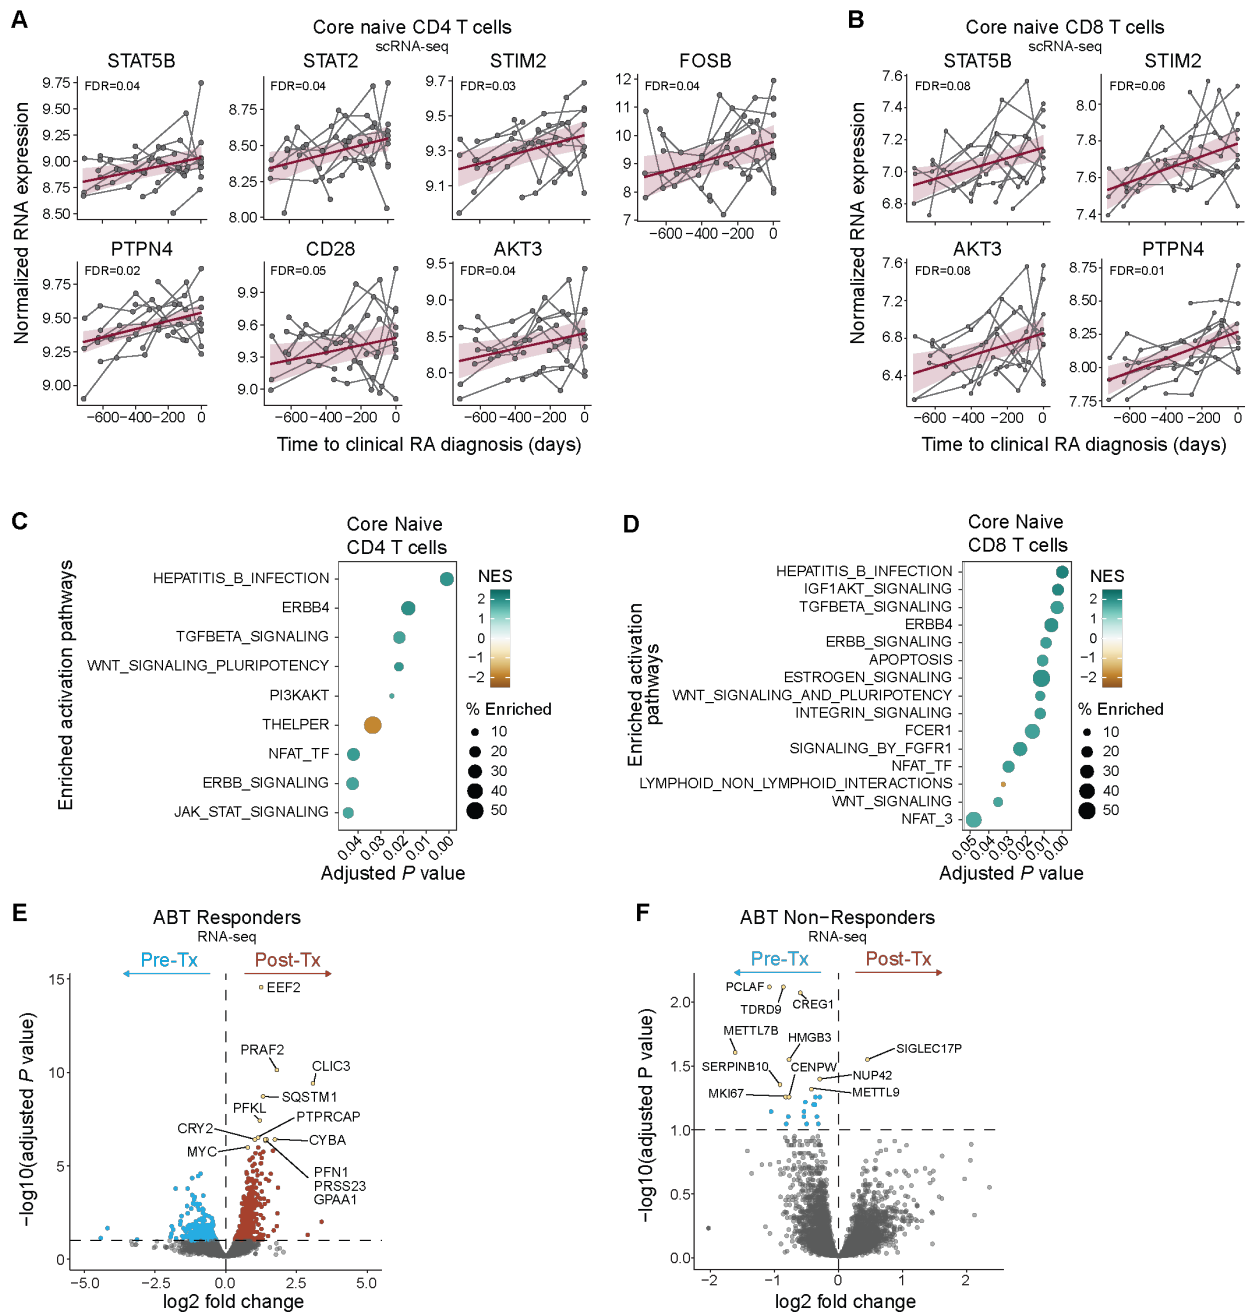 A
Core naive CD4 T cells
scRNA-seq
STAT5B
STAT2
STIM2
FOSB
Normalized RNA expression
FDR=0.04
FDR=0.04
FDR=0.03
FDR=0.04
9.75
9.50
9.25
9.00
8.75
8.50
8.75
8.50
8.25
8.00
9.7
9.5
9.3
9.1
12
11
10
9
8
7
−600
−400
−200
0
PTPN4
CD28
AKT3
FDR=0.02
FDR=0.05
FDR=0.04
9.75
9.50
9.25
9.00
9.9
9.6
9.3
9.0
9.5
9.0
8.5
8.0
−600 −400 −200 0
−600 −400 −200 0
−600 −400 −200 0
Time to clinical RA diagnosis (days)
B
Core naive CD8 T cells
scRNA-seq
STAT5B
STIM2
Normalized RNA expression
FDR=0.08
FDR=0.06
7.6
7.4
7.2
7.0
6.8
8.0
7.8
7.6
7.4
AKT3
PTPN4
FDR=0.08
FDR=0.01
7.6
7.2
6.8
6.4
8.75
8.50
8.25
8.00
7.75
−600 −400 −200 0
−600 −400 −200 0
Time to clinical RA diagnosis (days)
C
Core Naive
CD4 T cells
Enriched activation pathways
HEPATITIS_B_INFECTION
ERBB4
TGFBETA_SIGNALING
WNT_SIGNALING_PLURIPOTENCY
PI3KAKT
THELPER
NFAT_TF
ERBB_SIGNALING
JAK_STAT_SIGNALING
0.04
0.03
0.02
0.01
0.00
Adjusted P value
NES
2
1
0
−1
−2
% Enriched
10
20
30
40
50
D
Core Naive
CD8 T cells
Enriched activation
pathways
HEPATITIS_B_INFECTION
IGF1AKT_SIGNALING
TGFBETA_SIGNALING
ERBB4
ERBB_SIGNALING
APOPTOSIS
ESTROGEN_SIGNALING
WNT_SIGNALING_AND_PLURIPOTENCY
INTEGRIN_SIGNALING
FCER1
SIGNALING_BY_FGFR1
NFAT_TF
LYMPHOID_NON_LYMPHOID_INTERACTIONS
WNT_SIGNALING
NFAT_3
0.05
0.04
0.03
0.02
0.01
0.00
Adjusted P value
NES
2
1
0
−1
−2
% Enriched
10
20
30
40
50
E
ABT Responders
RNA-seq
Pre-Tx
Post-Tx
−log10(adjusted P value)
15
10
5
0
EEF2
PRAF2
CLIC3
SQSTM1
PFKL
PTPRCAP
CRY2
CYBA
MYC
PFN1
PRSS23
GPAA1
−5.0
−2.5
0.0
2.5
5.0
log2 fold change
F
ABT Non−Responders
RNA-seq
Pre-Tx
Post-Tx
−log10(adjusted P value)
2.0
1.5
1.0
0.5
0.0
PCLAF
TDRD9
CREG1
METTL7B
HMGB3
SIGLEC17P
SERPINB10
CENPW
NUP42
MKI67
METTL9
−2
−1
0
1
2
log2 fold change